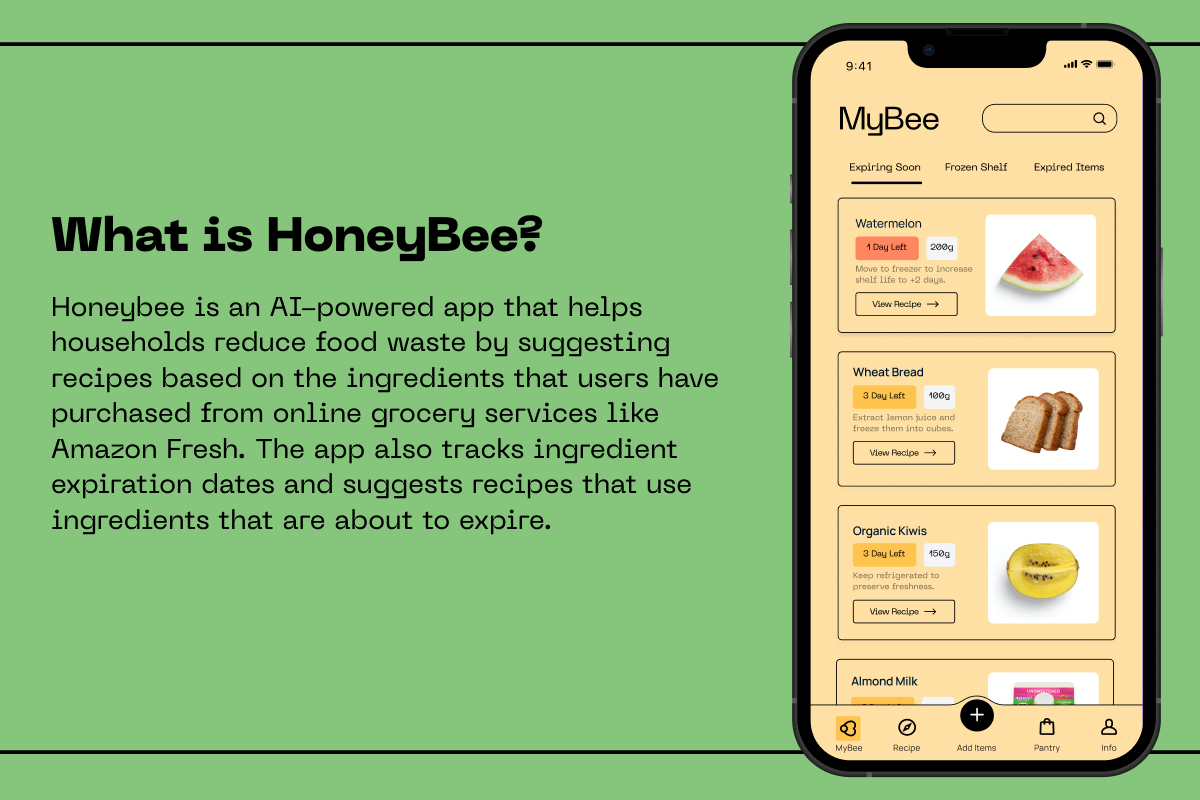 What is HoneyBee?
Honeybee is an AI-powered app that helps
households reduce food waste by suggesting
recipes based on the ingredients that users have
purchased from online grocery services like
Amazon Fresh. The app also tracks ingredient
expiration dates and suggests recipes that use
ingredients that are about to expire.
9:41
MyBee
Expiring Soon Frozen Shelf Expired Items
Watermelon
1 Day Left 200g
Move to freezer to increase
shelf life to +2 days.
View Recipe →
Wheat Bread
3 Day Left 100g
Extract lemon juice and
freeze them into cubes.
View Recipe →
Organic Kiwis
3 Day Left 150g
Keep refrigerated to
preserve freshness.
View Recipe →
Almond Milk
UNSWEETENED
MyBee Recipe Add Items Pantry Info